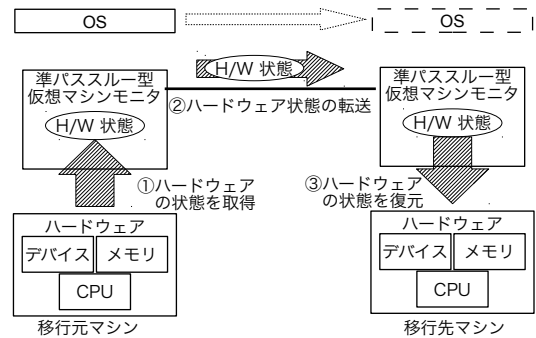 OS
OS
準パススルー型
仮想マシンモニタ
H/W 状態
H/W 状態
②ハードウェア状態の転送
準パススルー型
仮想マシンモニタ
H/W 状態
①ハードウェア
の状態を取得
③ハードウェア
の状態を復元
ハードウェア
デバイス
メモリ
CPU
移行元マシン
ハードウェア
デバイス
メモリ
CPU
移行先マシン